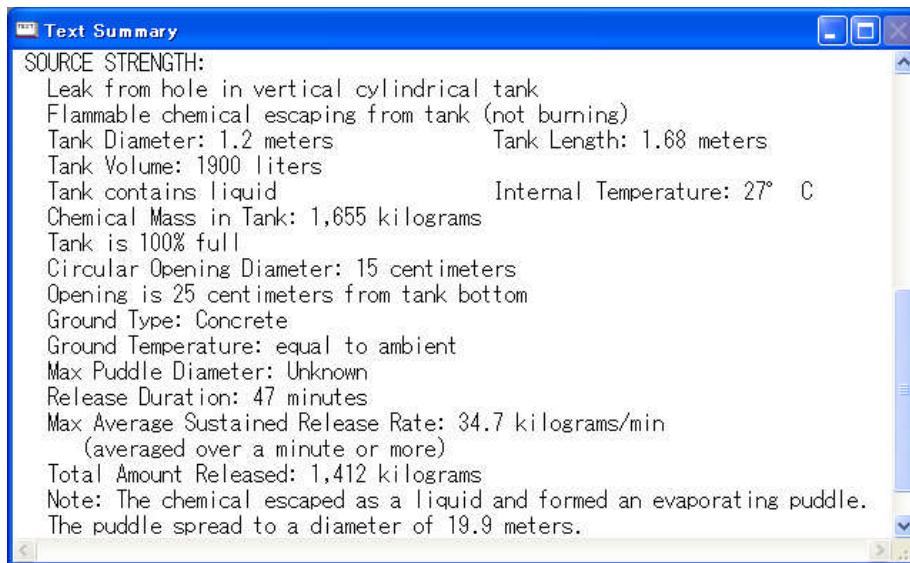 Text Summary
SOURCE STRENGTH:
Leak from hole in vertical cylindrical tank
Flammable chemical escaping from tank (not burning)
Tank Diameter: 1.2 meters Tank Length: 1.68 meters
Tank Volume: 1900 liters
Tank contains liquid Internal Temperature: 27° C
Chemical Mass in Tank: 1,655 kilograms
Tank is 100% full
Circular Opening Diameter: 15 centimeters
Opening is 25 centimeters from tank bottom
Ground Type: Concrete
Ground Temperature: equal to ambient
Max Puddle Diameter: Unknown
Release Duration: 47 minutes
Max Average Sustained Release Rate: 34.7 kilograms/min
(averaged over a minute or more)
Total Amount Released: 1,412 kilograms
Note: The chemical escaped as a liquid and formed an evaporating puddle.
The puddle spread to a diameter of 19.9 meters.